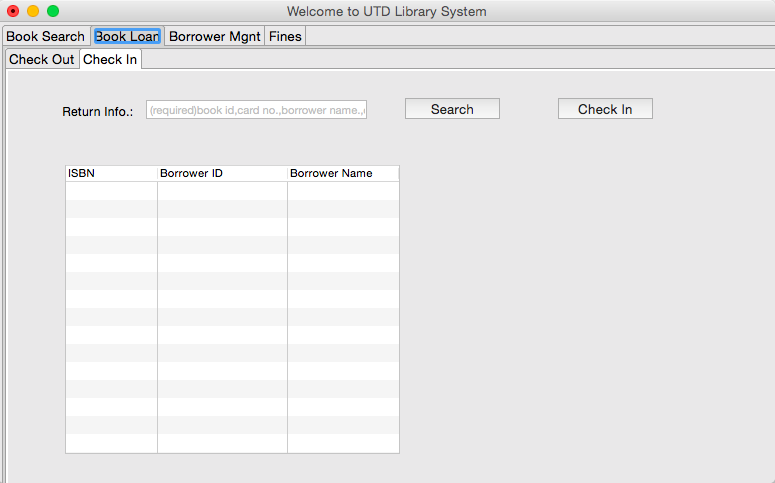 Welcome to UTD Library System
Book Search Book Loan Borrower Mgnt Fines
Check Out Check In
Return Info.: (required)book id,card no.,borrower name.,c Search Check In
ISBN Borrower ID Borrower Name